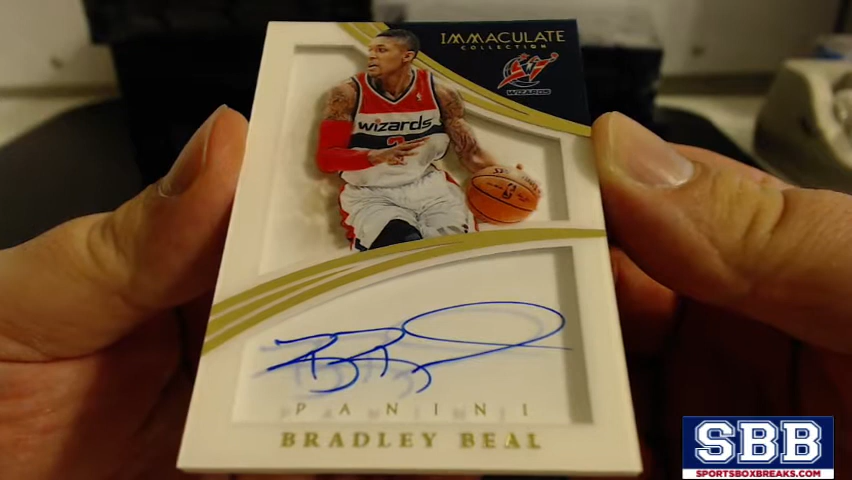 IMMACULATE
COLLECTION
WIZARDS
wizards
PANINI
BRADLEY BEAL
SBB
SPORTSBOXBREAKS.COM